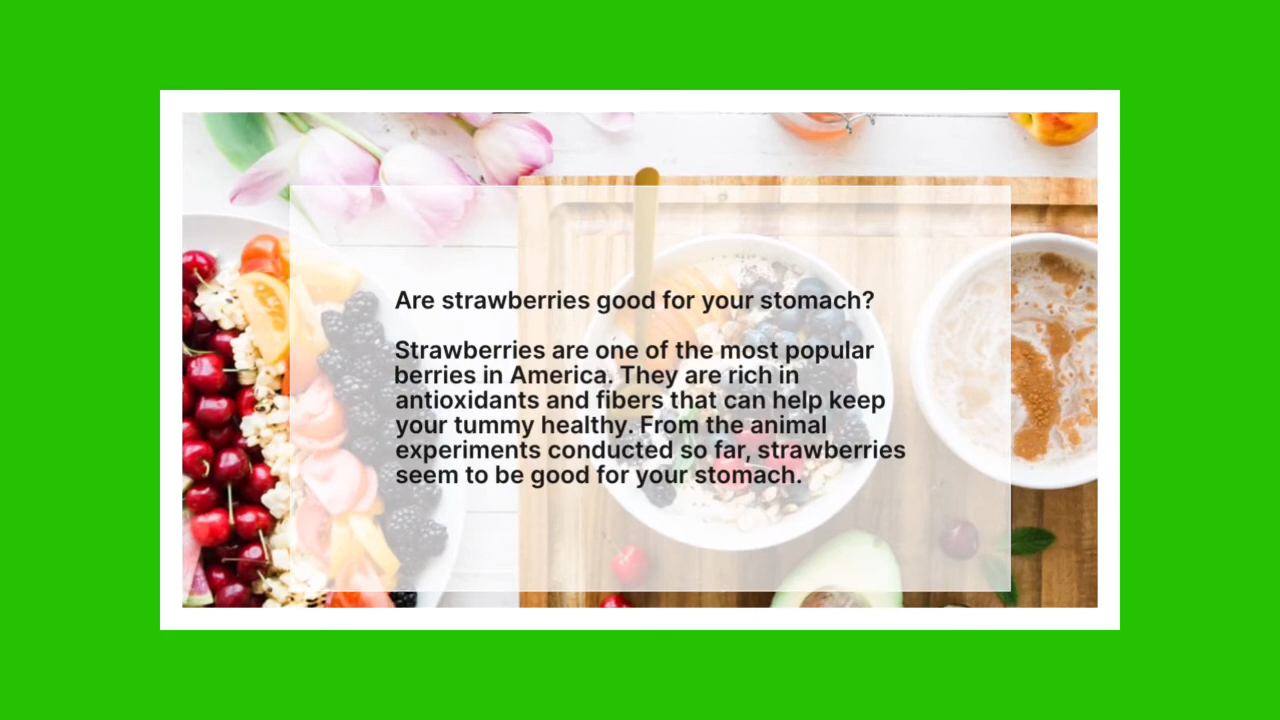 Are strawberries good for your stomach?
Strawberries are one of the most popular
berries in America. They are rich in
antioxidants and fibers that can help keep
your tummy healthy. From the animal
experiments conducted so far, strawberries
seem to be good for your stomach.